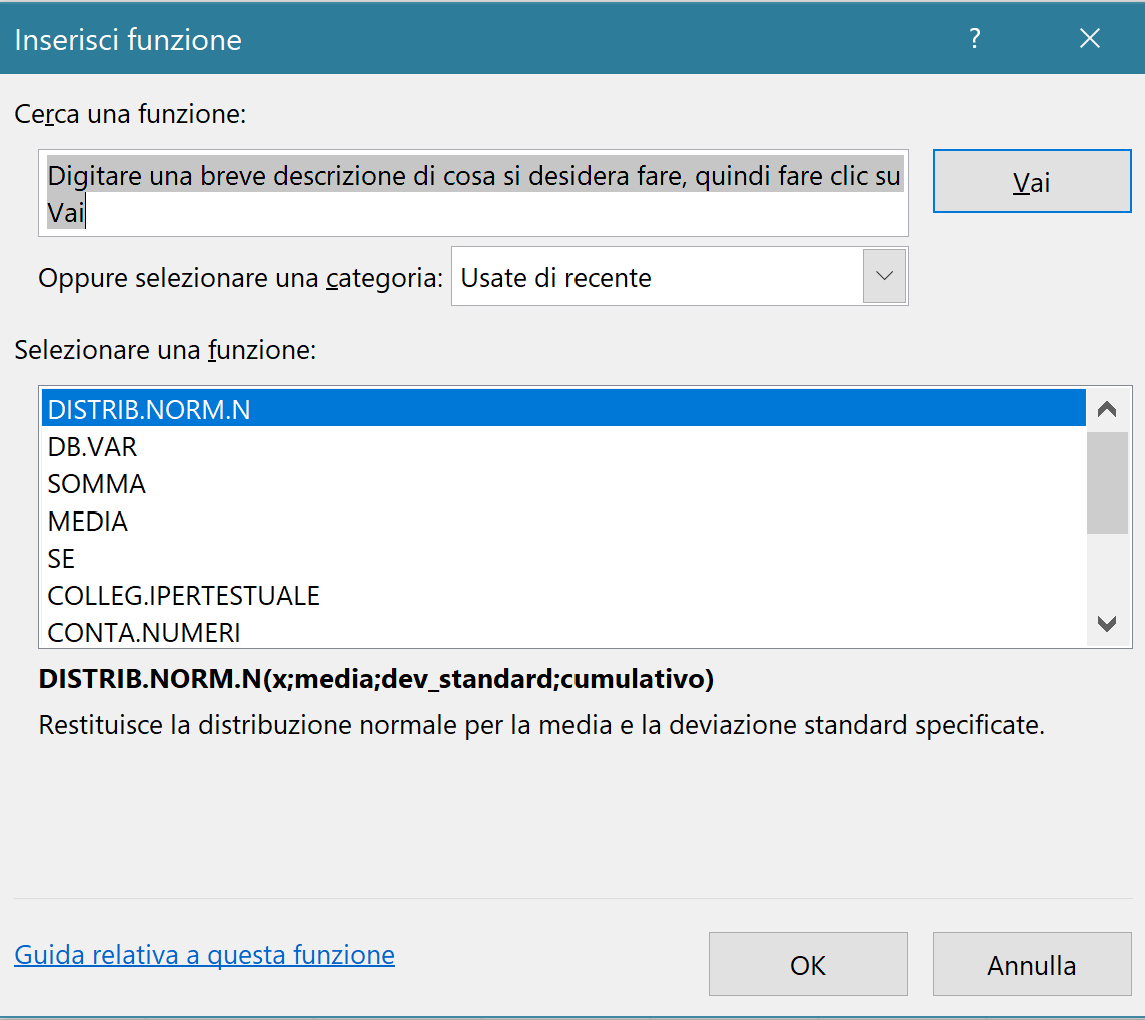 Inserisci funzione
?
Cerca una funzione:
Digitare una breve descrizione di cosa si desidera fare, quindi fare clic su
Vai
Vai
Oppure selezionare una categoria: Usate di recente
Selezionare una funzione:
DISTRIB.NORM.N
DB.VAR
SOMMA
MEDIA
SE
COLLEG.IPERTESTUALE
CONTA.NUMERI
DISTRIB.NORM.N(x;media;dev_standard;cumulativo)
Restituisce la distribuzione normale per la media e la deviazione standard specificate.
Guida relativa a questa funzione
OK
Annulla